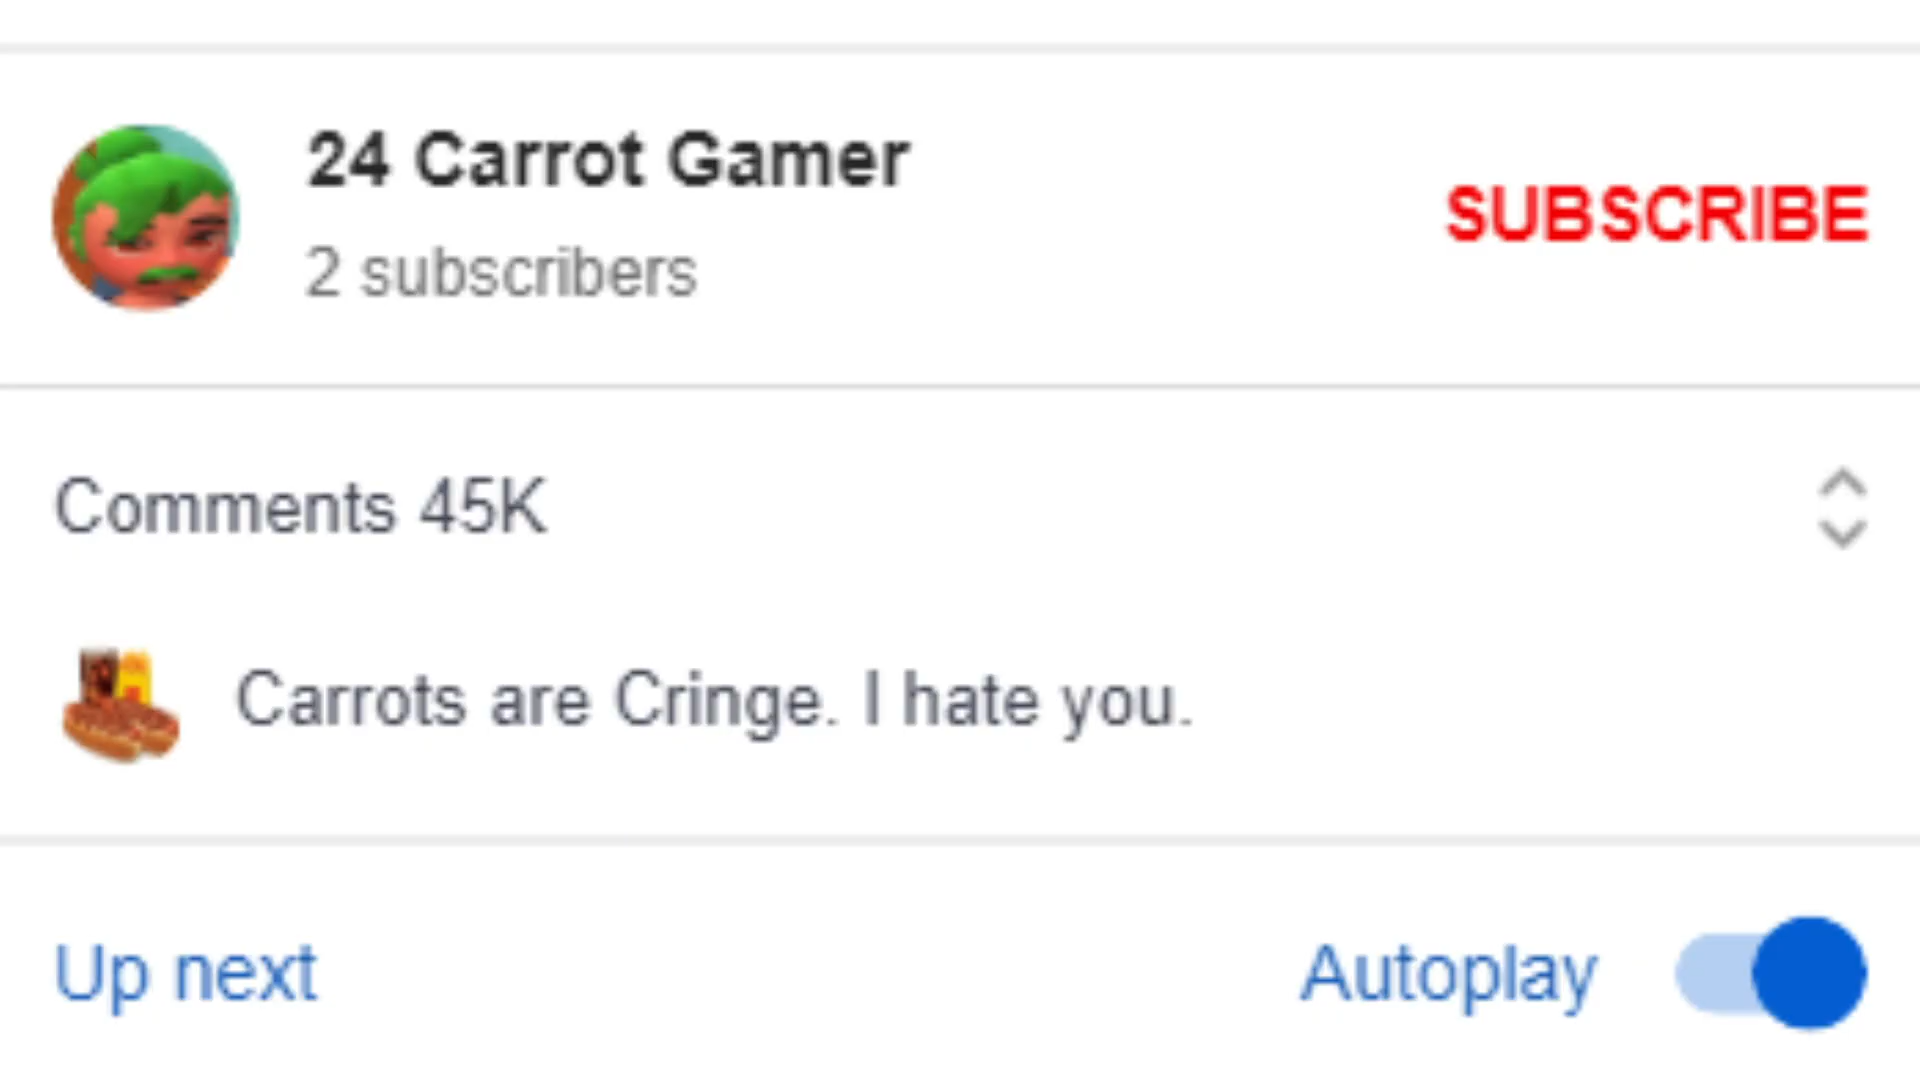 24 Carrot Gamer
2 subscribers
SUBSCRIBE
Comments 45K
Carrots are Cringe. I hate you.
Up next
Autoplay